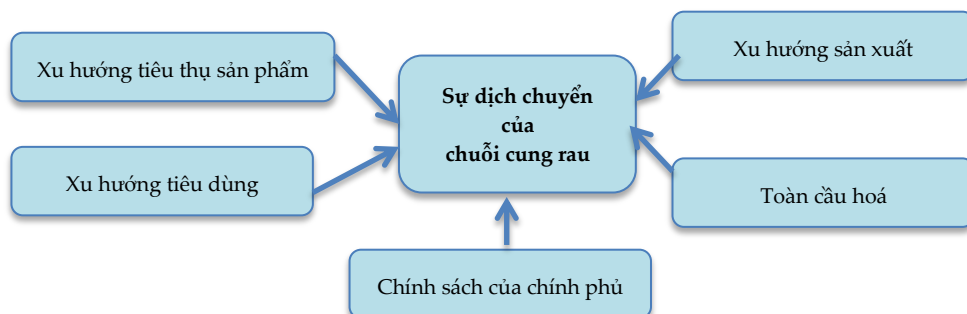 Xu hướng tiêu thụ sản phẩm
Xu hướng sản xuất
Sự dịch chuyển
của
chuỗi cung rau
Xu hướng tiêu dùng
Toàn cầu hoá
Chính sách của chính phủ